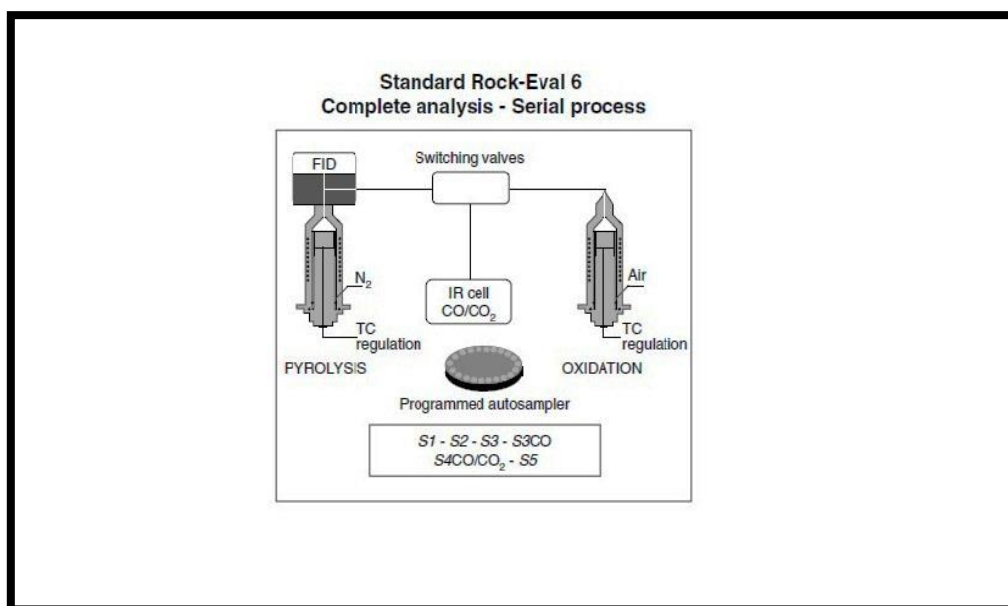 Standard Rock-Eval 6
Complete analysis - Serial process
FID
Switching valves
N₂
IR cell
CO/CO₂
Air
TC
regulation
TC
regulation
PYROLYSIS
OXIDATION
Programmed autosampler
S1 - S2 - S3 - S3CO
S4CO/CO₂ - S5